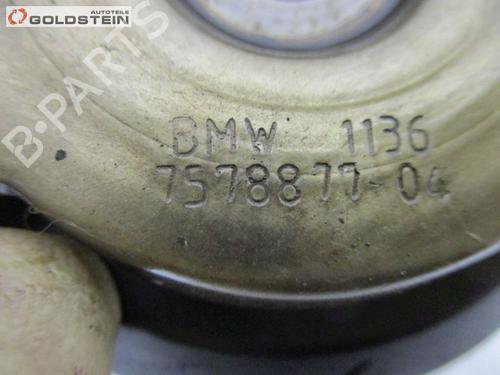 AUTOTEILE
GOLDSTEIN
B-PARTS
BMW 1136
7578877-04